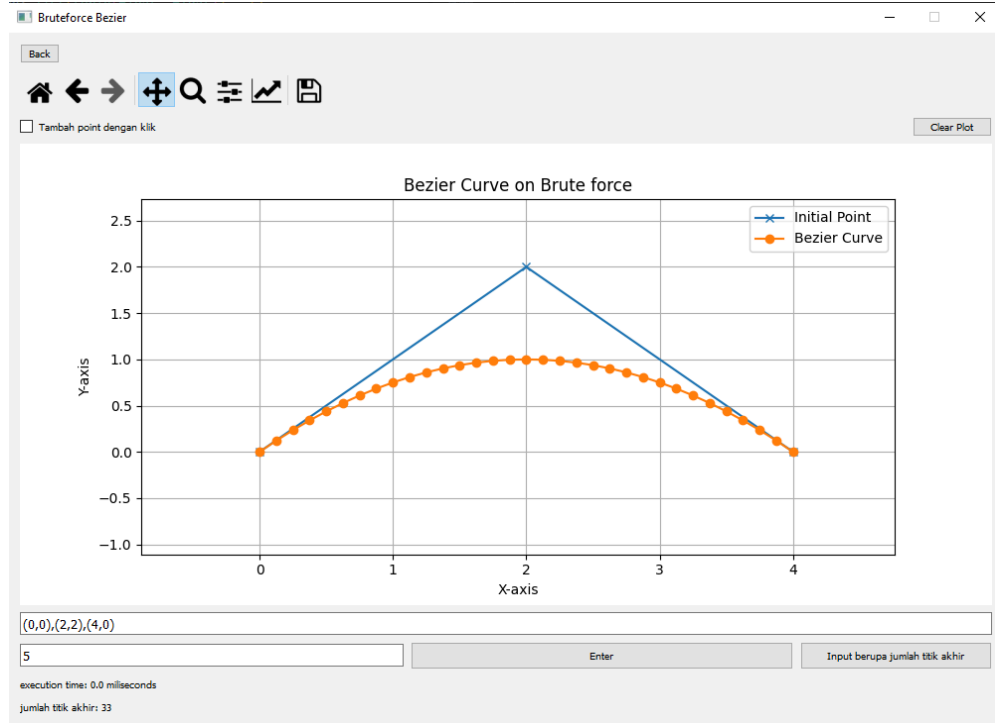 Bruteforce Bezier
Back
Tambah point dengan klik
Clear Plot
Bezier Curve on Brute force
Initial Point
Bezier Curve
2.5
2.0
1.5
1.0
0.5
0.0
−0.5
−1.0
Y-axis
0 1 2 3 4
X-axis
(0,0),(2,2),(4,0)
5 Enter Input berupa jumlah titik akhir
execution time: 0.0 miliseconds
jumlah titik akhir: 33